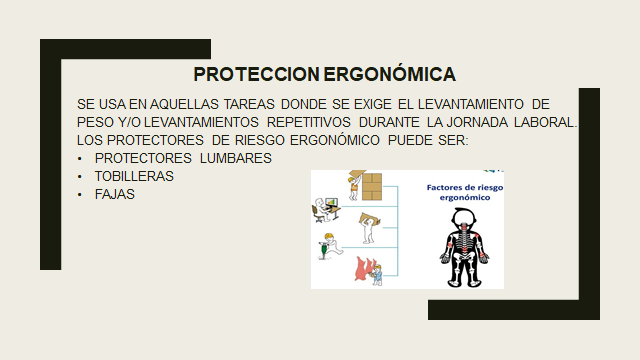 PROTECCION ERGONÓMICA
SE USA EN AQUELLAS TAREAS DONDE SE EXIGE EL LEVANTAMIENTO DE
PESO Y/O LEVANTAMIENTOS REPETITIVOS DURANTE LA JORNADA LABORAL.
LOS PROTECTORES DE RIESGO ERGONÓMICO PUEDE SER:
• PROTECTORES LUMBARES
• TOBILLERAS
• FAJAS
Factores de riesgo
ergonómico